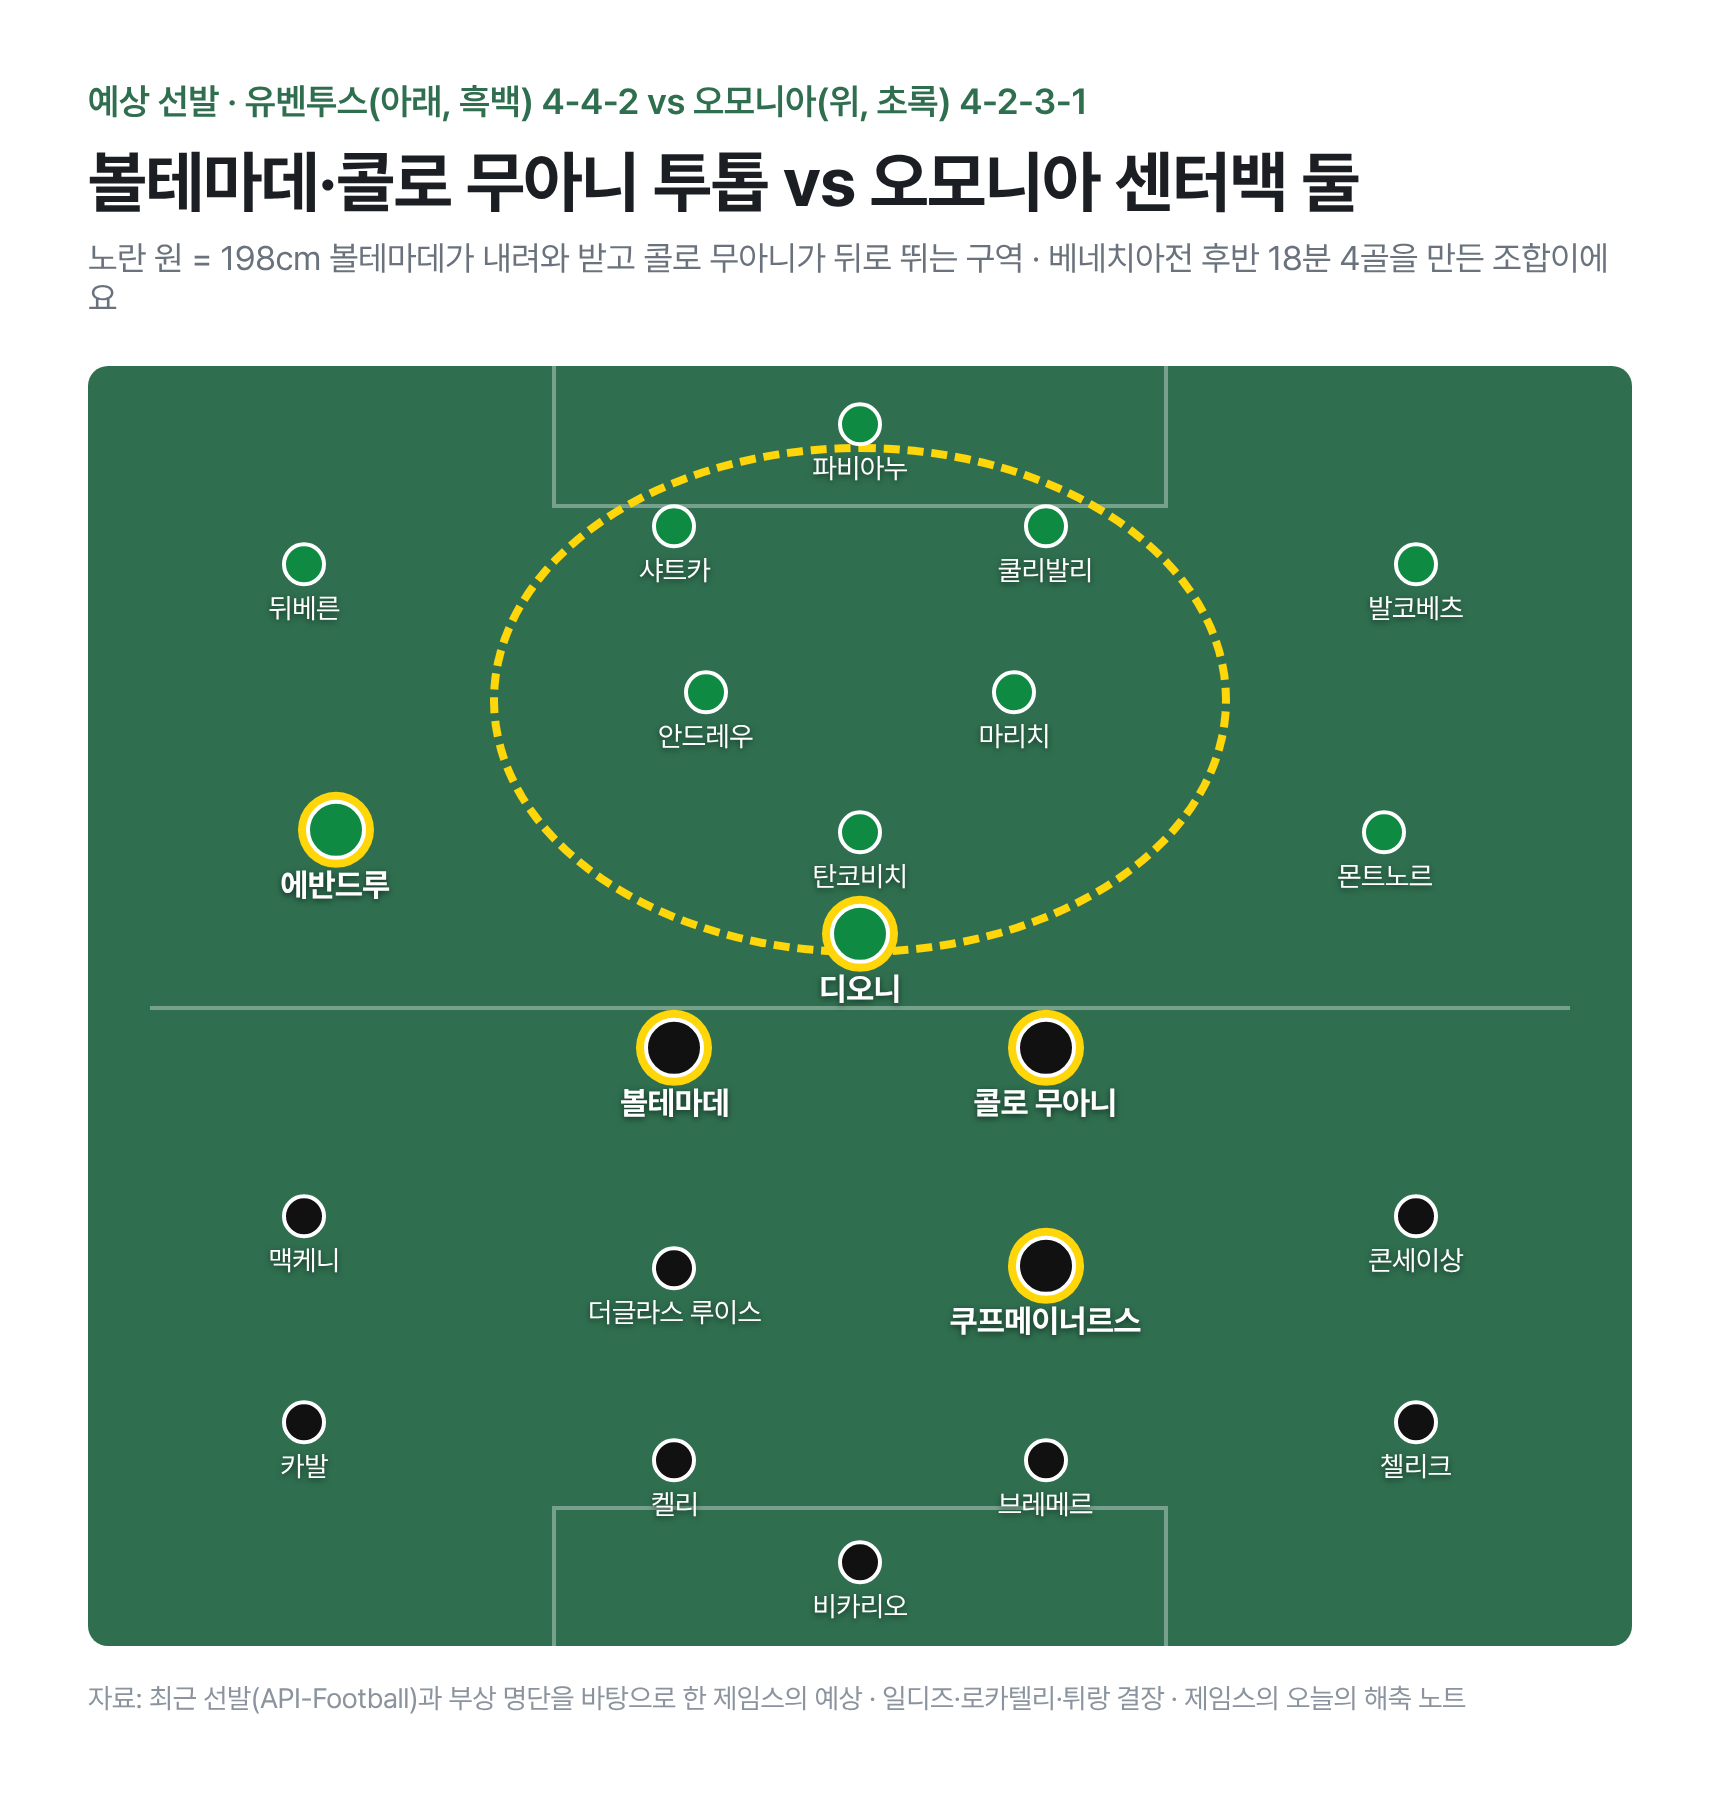 예상 선발 · 유벤투스(아래, 흑백) 4-4-2 vs 오모니아(위, 초록) 4-2-3-1
볼테마데·콜로 무아니 투톱 vs 오모니아 센터백 둘
노란 원 = 198cm 볼테마데가 내려와 받고 콜로 무아니가 뒤로 뛰는 구역 · 베네치아전 후반 18분 4골을 만든 조합이에
요
파비아누
샤트카
쿨리발리
뒤베른
발코베츠
안드레우
마리치
에반드루
탄코비치
몬트노르
디오니
볼테마데
콜로 무아니
맥케니
콘세이상
더글라스 루이스
쿠프메이너르스
카발
첼리크
켈리
브레메르
비카리오
자료: 최근 선발(API-Football)과 부상 명단을 바탕으로 한 제임스의 예상 · 일디즈·로카텔리·튀랑 결장 · 제임스의 오늘의 해축 노트